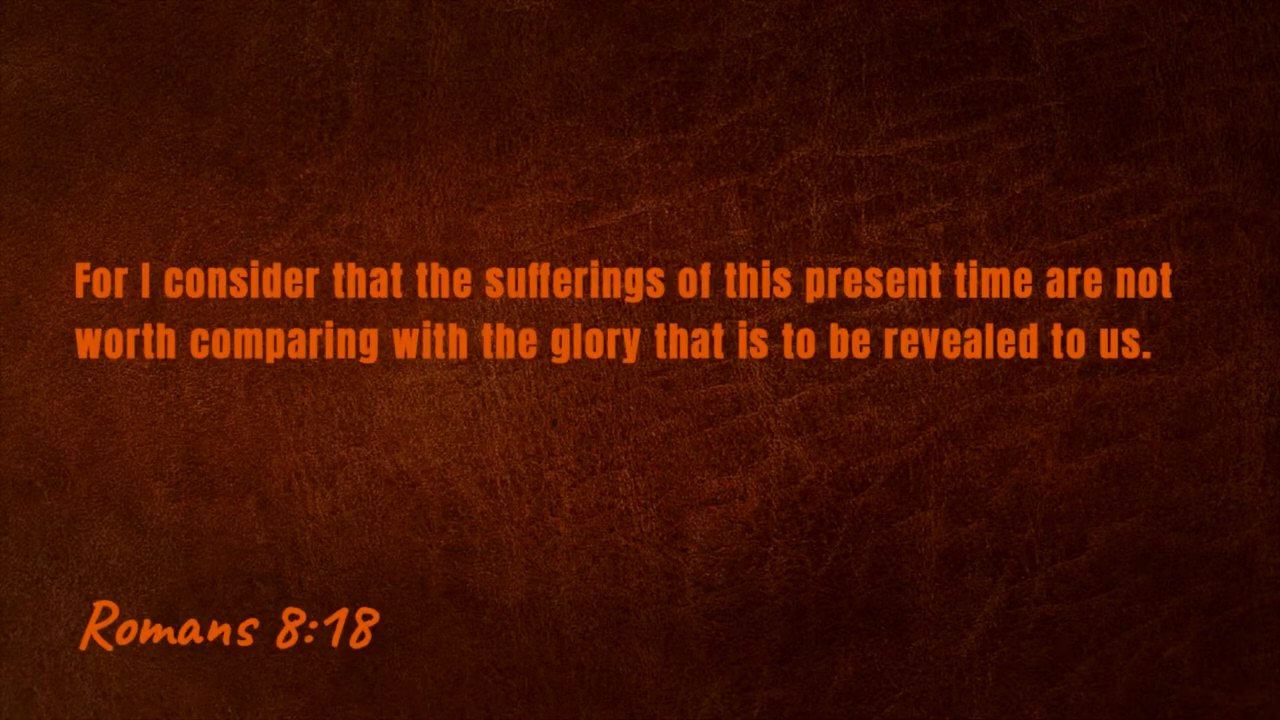 For I consider that the sufferings of this present time are not
worth comparing with the glory that is to be revealed to us.
Romans 8:18